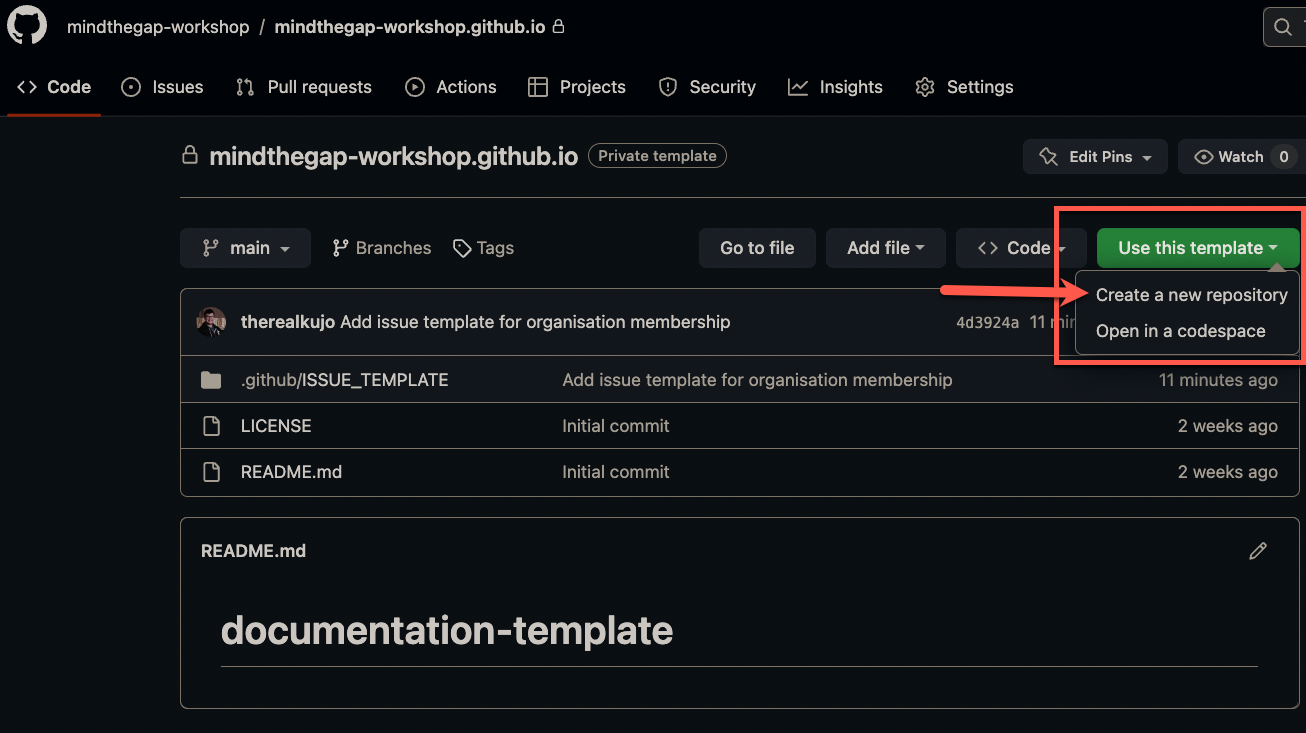 mindthegap-workshop / mindthegap-workshop.github.io
Code Issues Pull requests Actions Projects Security Insights Settings
mindthegap-workshop.github.io Private template Edit Pins Watch 0
main Branches Tags Go to file Add file Code Use this template
Create a new repository
Open in a codespace
therealkujo Add issue template for organisation membership 4d3924a 11
.github/ISSUE_TEMPLATE Add issue template for organisation membership 11 minutes ago
LICENSE Initial commit 2 weeks ago
README.md Initial commit 2 weeks ago
README.md
documentation-template